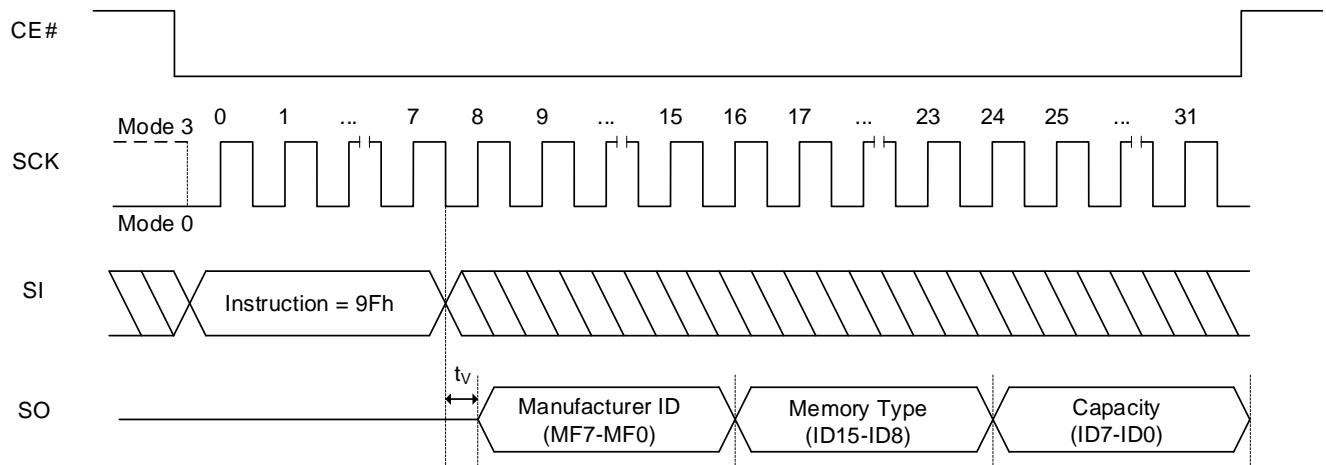 CE#
0 1 ... 7 8 9 ... 15 16 17 ... 23 24 25 ... 31
Mode 3
SCK
Mode 0
SI
Instruction = 9Fh
tV
SO
Manufacturer ID
(MF7-MF0)
Memory Type
(ID15-ID8)
Capacity
(ID7-ID0)